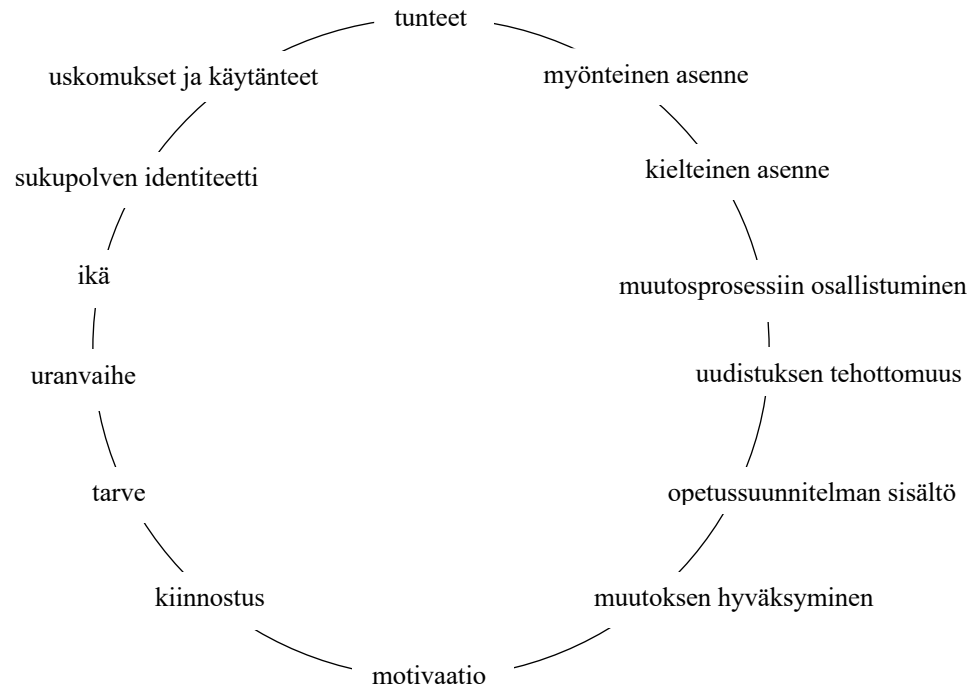 tunteet
uskomukset ja käytänteet
myönteinen asenne
sukupolven identiteetti
kielteinen asenne
ikä
muutosprosessiin osallistuminen
uranvaihe
uudistuksen tehottomuus
tarve
opetussuunnitelman sisältö
kiinnostus
muutoksen hyväksyminen
motivaatio